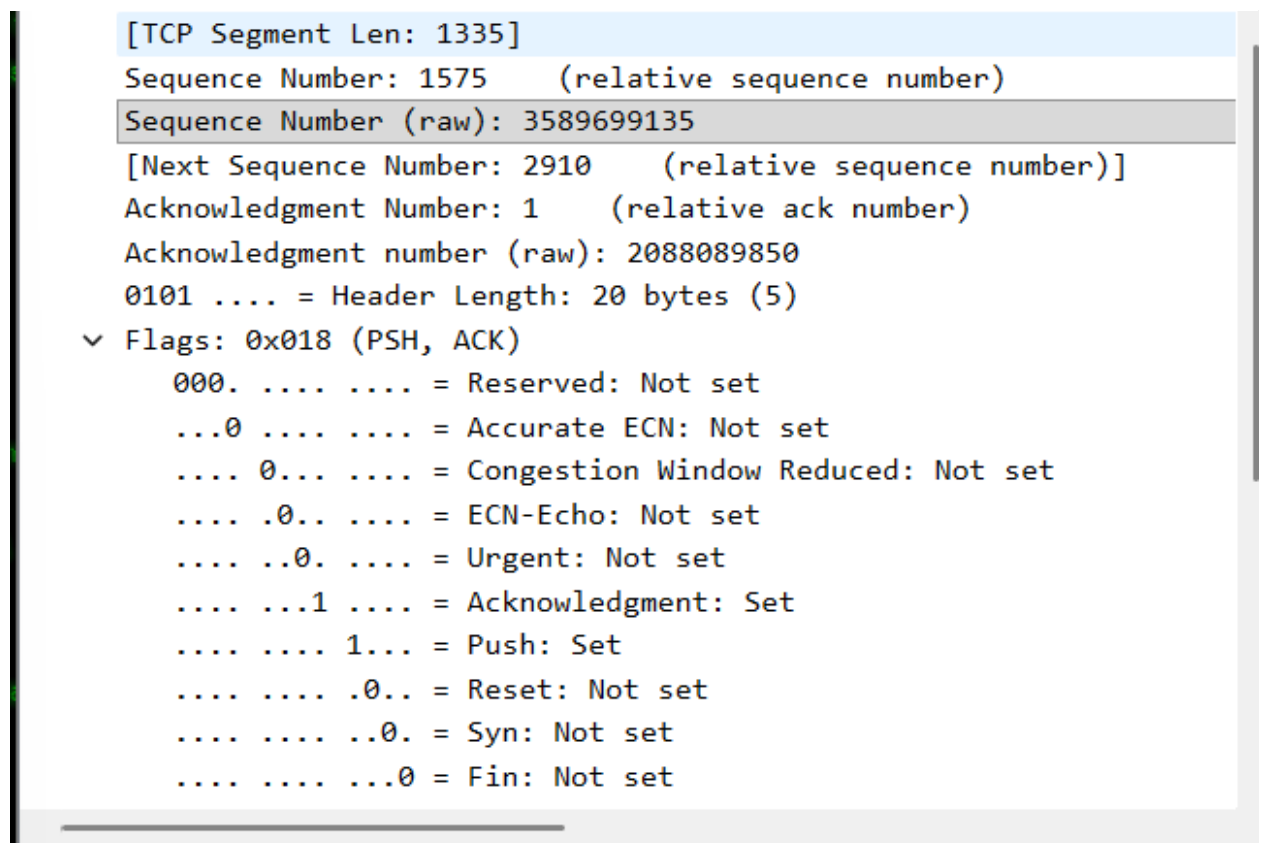 [TCP Segment Len: 1335]
Sequence Number: 1575    (relative sequence number)
Sequence Number (raw): 3589699135
[Next Sequence Number: 2910    (relative sequence number)]
Acknowledgment Number: 1    (relative ack number)
Acknowledgment number (raw): 2088089850
0101 .... = Header Length: 20 bytes (5)
Flags: 0x018 (PSH, ACK)
000. .... .... = Reserved: Not set
...0 .... .... = Accurate ECN: Not set
.... 0... .... = Congestion Window Reduced: Not set
.... .0.. .... = ECN-Echo: Not set
.... ..0. .... = Urgent: Not set
.... ...1 .... = Acknowledgment: Set
.... .... 1... = Push: Set
.... .... .0.. = Reset: Not set
.... .... ..0. = Syn: Not set
.... .... ...0 = Fin: Not set